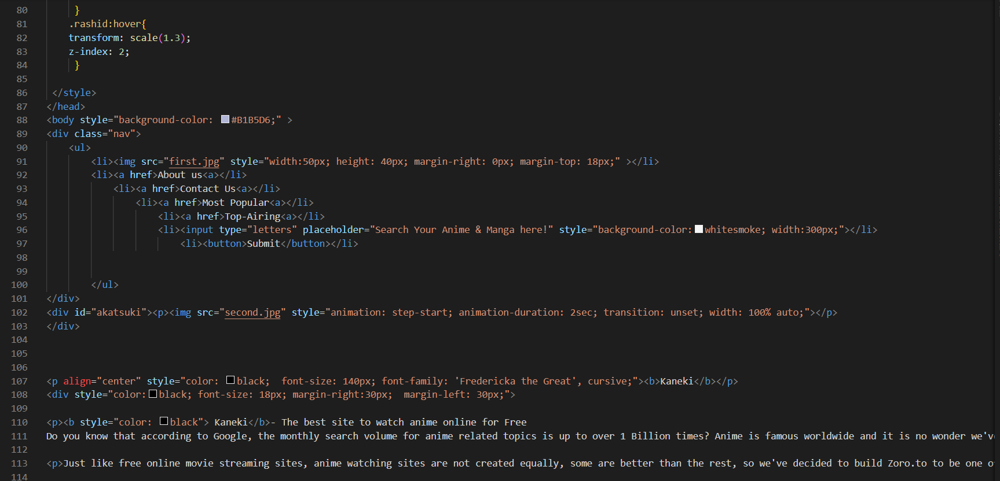 80 }
81 .rashid:hover{
82 transform: scale(1.3);
83 z-index: 2;
84 }
85
86 </style>
87 </head>
88 <body style="background-color: #B1B5D6;" >
89 <div class="nav">
90 <ul>
91 <li><img src="first.jpg" style="width:50px; height: 40px; margin-right: 0px; margin-top: 18px;" ></li>
92 <li><a href>About us<a></li>
93 <li><a href>Contact Us<a></li>
94 <li><a href>Most Popular<a></li>
95 <li><a href>Top-Airing<a></li>
96 <li><input type="letters" placeholder="Search Your Anime & Manga here!" style="background-color: whitesmoke; width:300px;"></li>
97 <li><button>Submit</button></li>
98
99
100 </ul>
101 </div>
102 <div id="akatsuki"><p><img src="second.jpg" style="animation: step-start; animation-duration: 2sec; transition: unset; width: 100% auto;"></p>
103 </div>
104
105
106
107 <p align="center" style="color: black;  font-size: 140px; font-family: 'Fredericka the Great', cursive;"><b>Kaneki</b></p>
108 <div style="color: black; font-size: 18px; margin-right:30px;  margin-left: 30px;">
109
110 <p><b style="color: black"> Kaneki</b>- The best site to watch anime online for Free
111 Do you know that according to Google, the monthly search volume for anime related topics is up to over 1 Billion times? Anime is famous worldwide and it is no wonder we'v
112
113 <p>Just like free online movie streaming sites, anime watching sites are not created equally, some are better than the rest, so we've decided to build Zoro.to to be one o
114